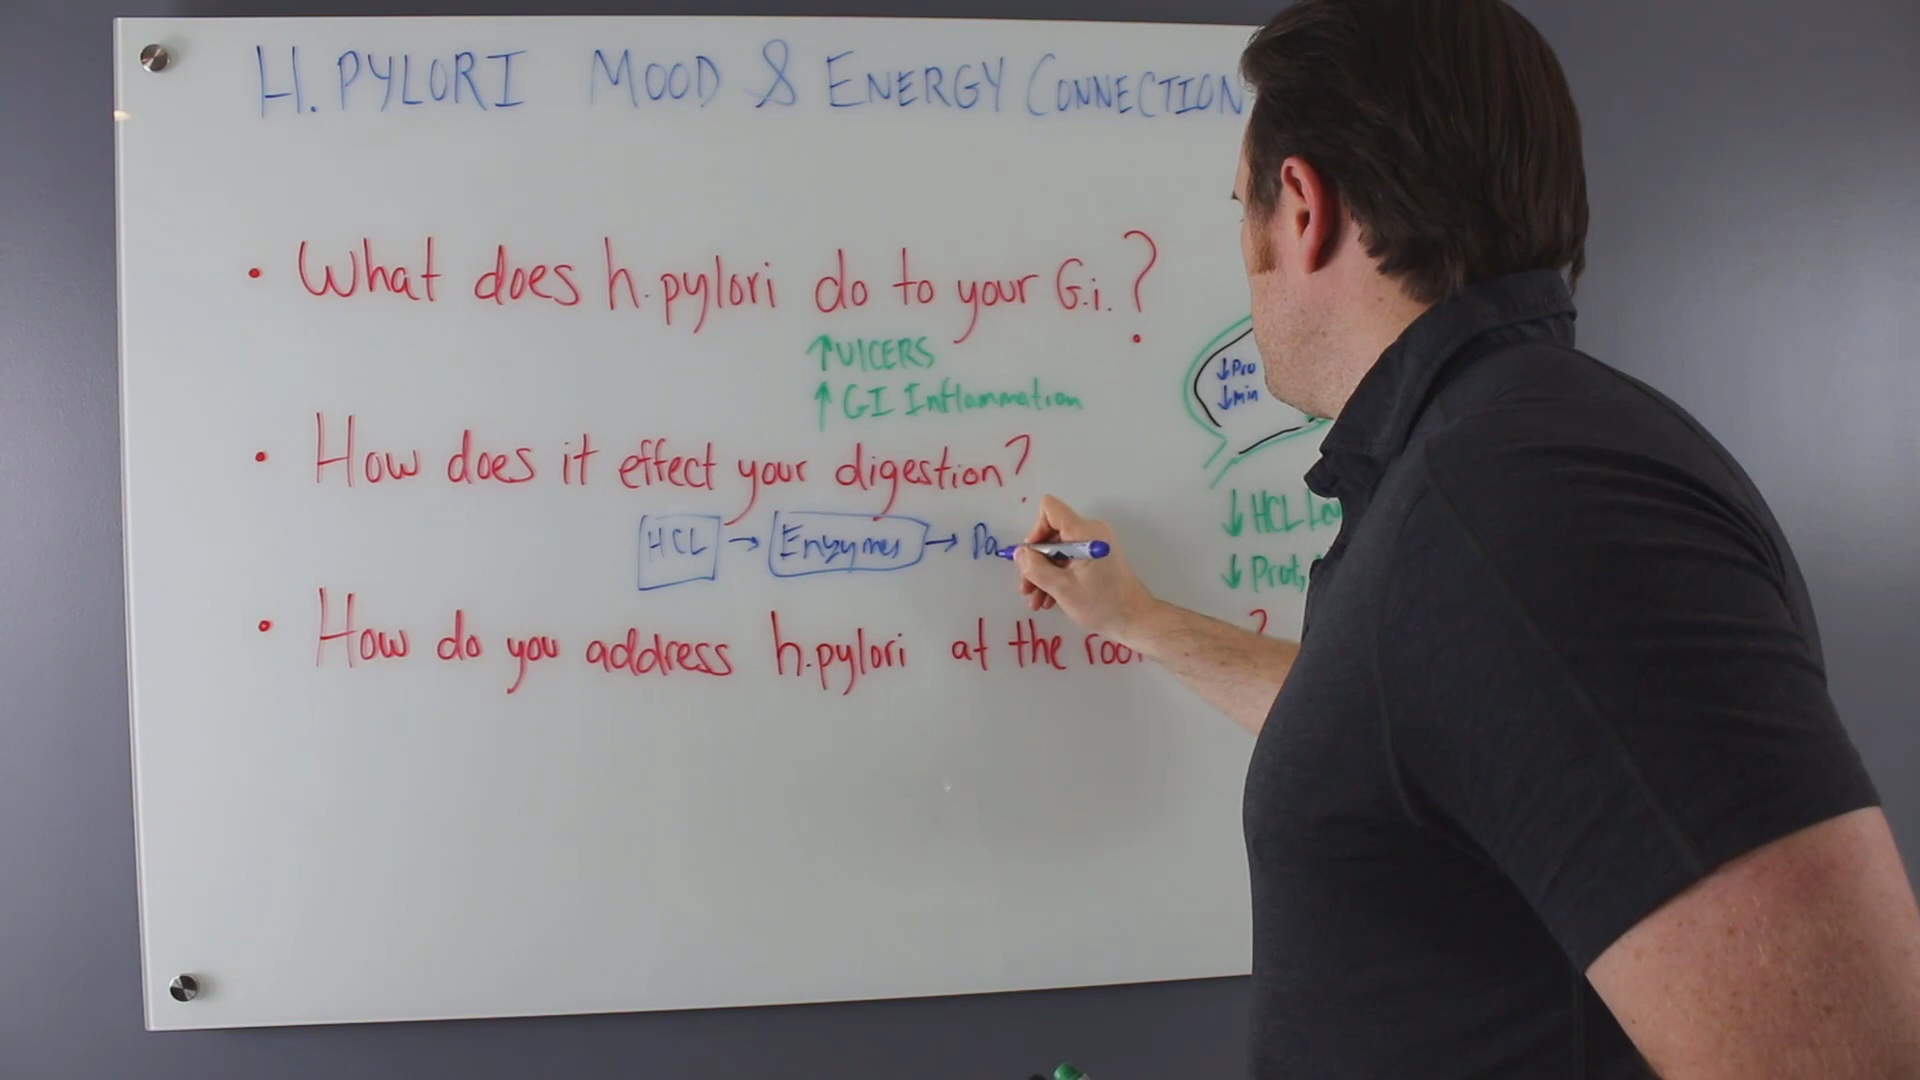 H. PYLORI MOOD & ENERGY CONNECTION
• What does h.pylori do to your G.i.?
↑ ULCERS
↑ GI Inflammation
↓ Pro
↓ min
• How does it effect your digestion?
HCL → Enzymes → Pa
↓ HCL
↓ Prot,
• How do you address h.pylori at the ?